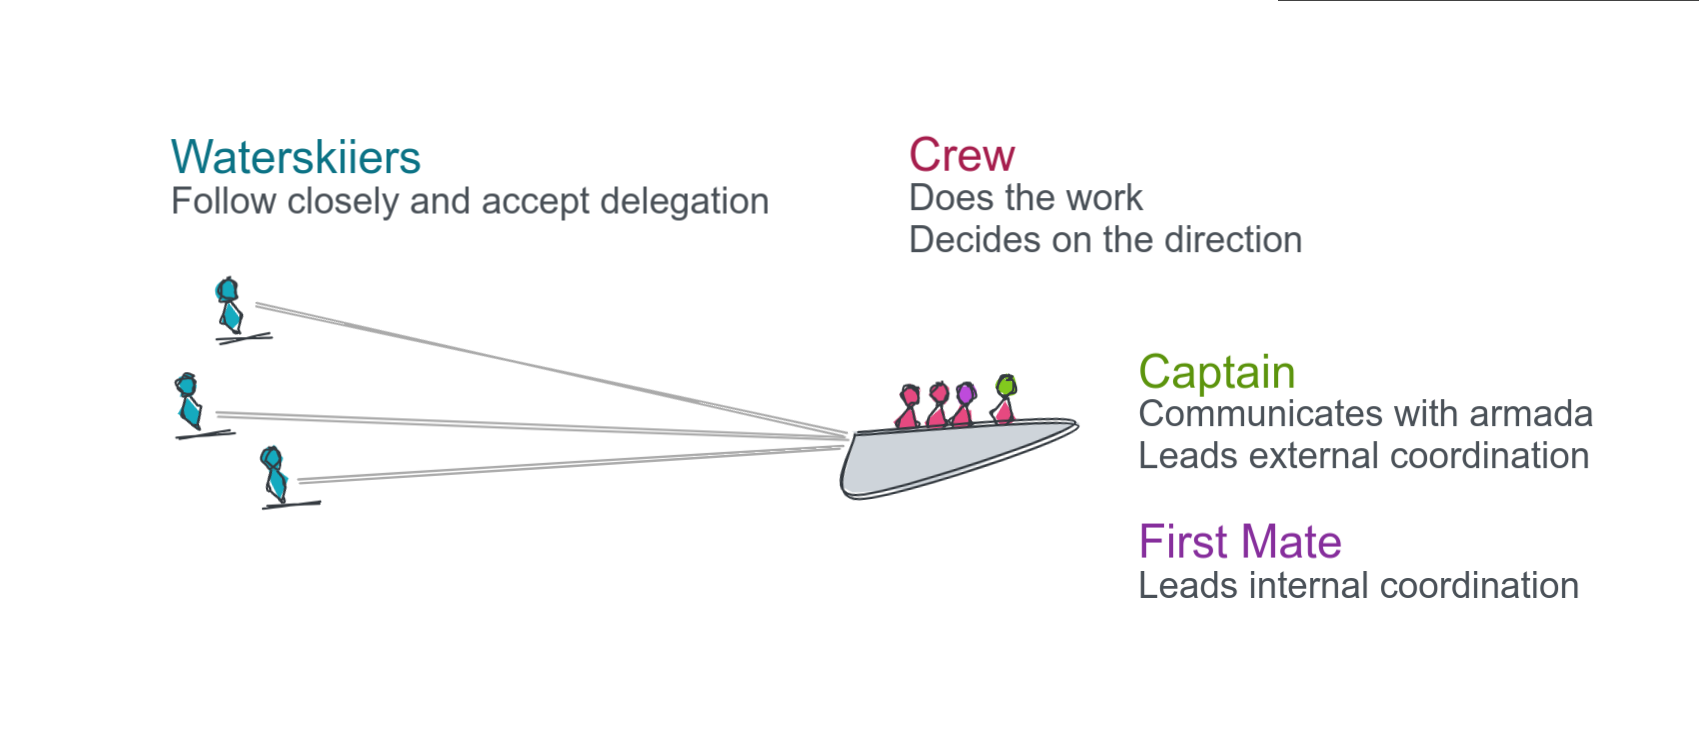 Waterskiiers
Follow closely and accept delegation
Crew
Does the work
Decides on the direction
Captain
Communicates with armada
Leads external coordination
First Mate
Leads internal coordination